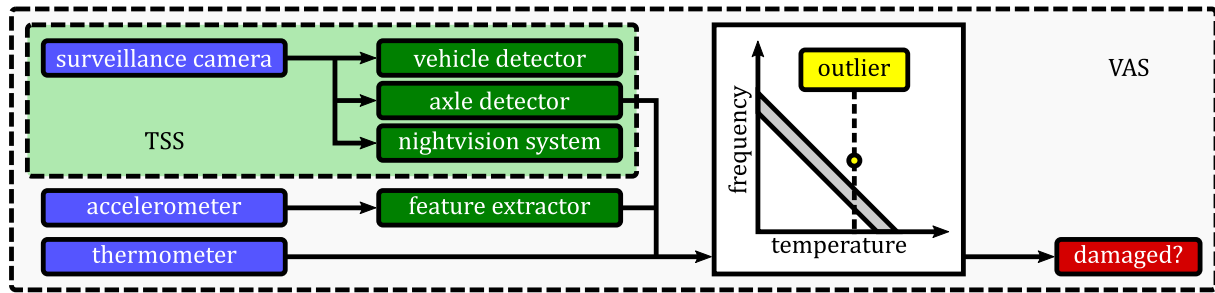 surveillance camera
vehicle detector
axle detector
nightvision system
TSS
accelerometer
feature extractor
thermometer
outlier
frequency
temperature
VAS
damaged?